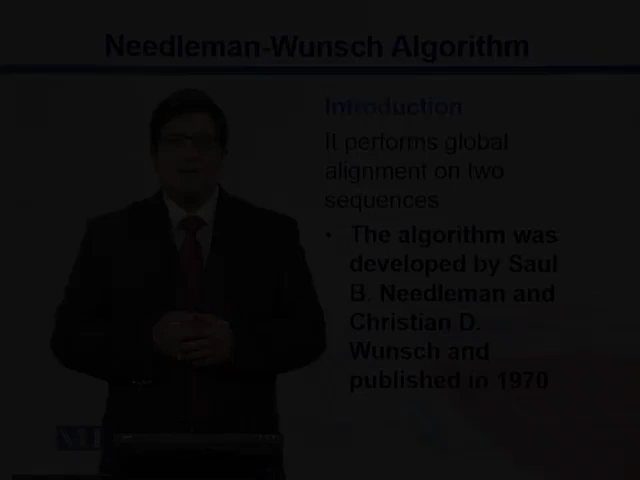 Needleman-Wunsch Algorithm
Introduction
It performs global
alignment on two
sequences
• The algorithm was
developed by Saul
B. Needleman and
Christian D.
Wunsch and
published in 1970